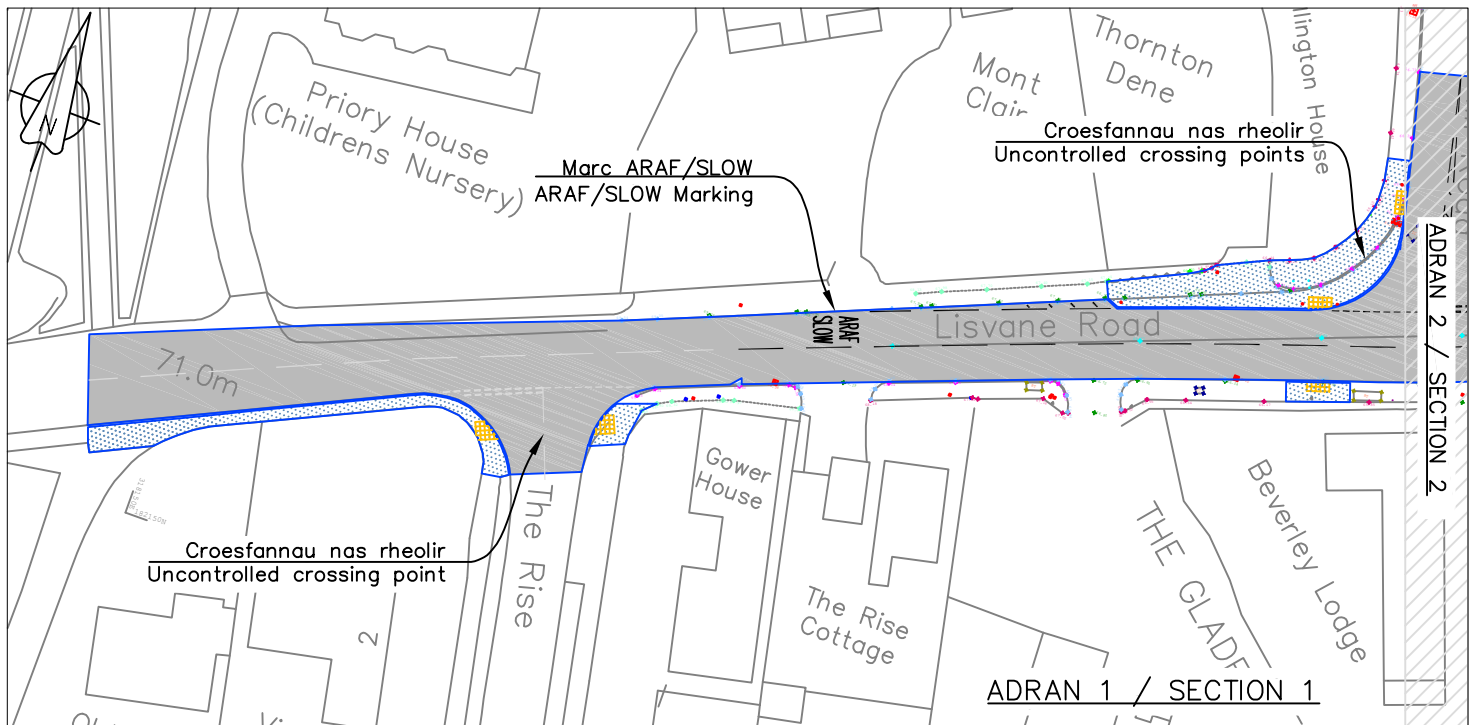 N
Priory House
(Childrens Nursery)
Marc ARAF/SLOW
ARAF/SLOW Marking
Mont
Clair
Thornton
Dene
llington House
Croesfannau nas rheolir
Uncontrolled crossing points
ARAF
SLOW
Lisvane Road
71.0m
ADRAN 2 / SECTION 2
The Rise
Croesfannau nas rheolir
Uncontrolled crossing point
Gower
House
The Rise
Cottage
THE GLADE
Beverley Lodge
2
ADRAN 1 / SECTION 1